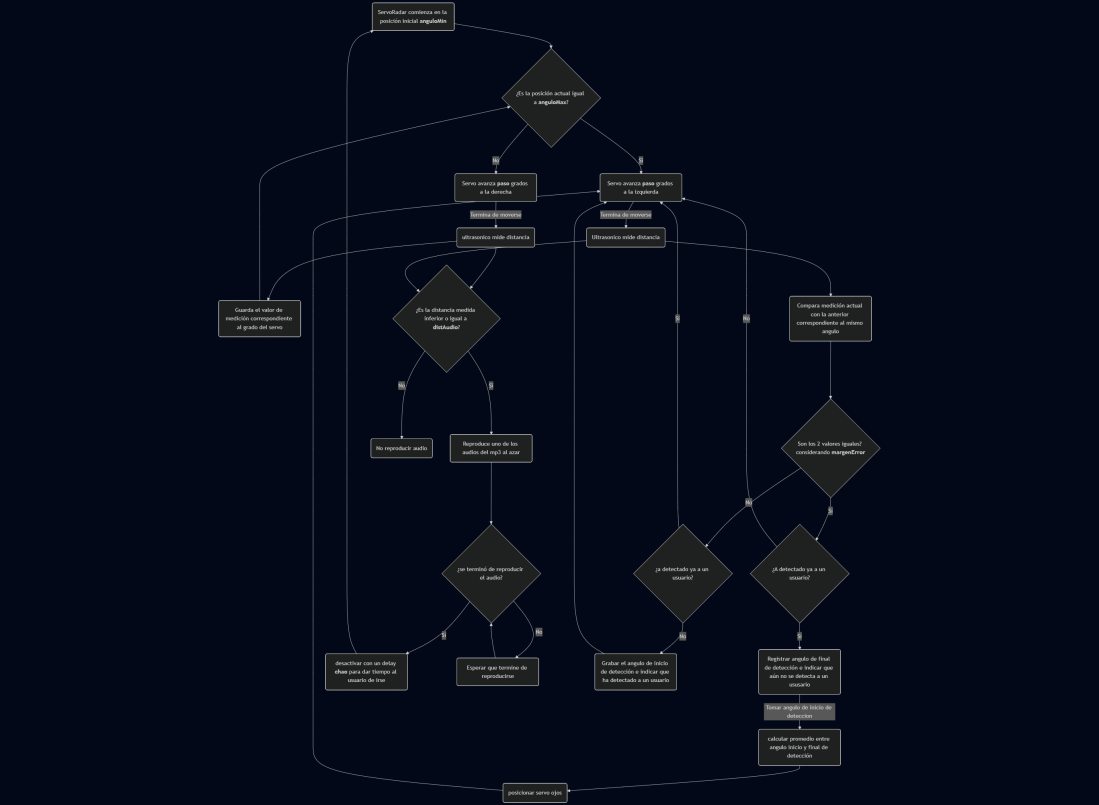 ServoRadar comienza en la
posición inicial anguloMin
¿Es la posición actual igual
a anguloMax?
No
Si
Servo avanza paso grados
a la derecha
Servo avanza paso grados
a la izquierda
Termina de moverse
Termina de moverse
ultrasonico mide distancia
Ultrasonico mide distancia
Guarda el valor de
medición correspondiente
al grado del servo
¿Es la distancia medida
inferior o igual a
distAudio?
Compara medición actual
con la anterior
correspondiente al mismo
angulo
Si
No
No
Si
No reproducir audio
Reproduce uno de los
audios del mp3 al azar
Son los 2 valores iguales?
considerando margenError
No
Si
¿se terminó de reproducir
el audio?
¿a detectado ya a un
usuario?
¿A detectado ya a un
usuario?
Si
No
No
Si
desactivar con un delay
chao para dar tiempo al
usuario de irse
Esperar que termine de
reproducirse
Grabar el angulo de inicio
de detección e indicar que
ha detectado a un usuario
Registrar angulo de final
de detección e indicar que
aún no se detecta a un
ususario
Tomar angulo de inicio de
deteccion
calcular promedio entre
angulo inicio y final de
detección
posicionar servo ojos